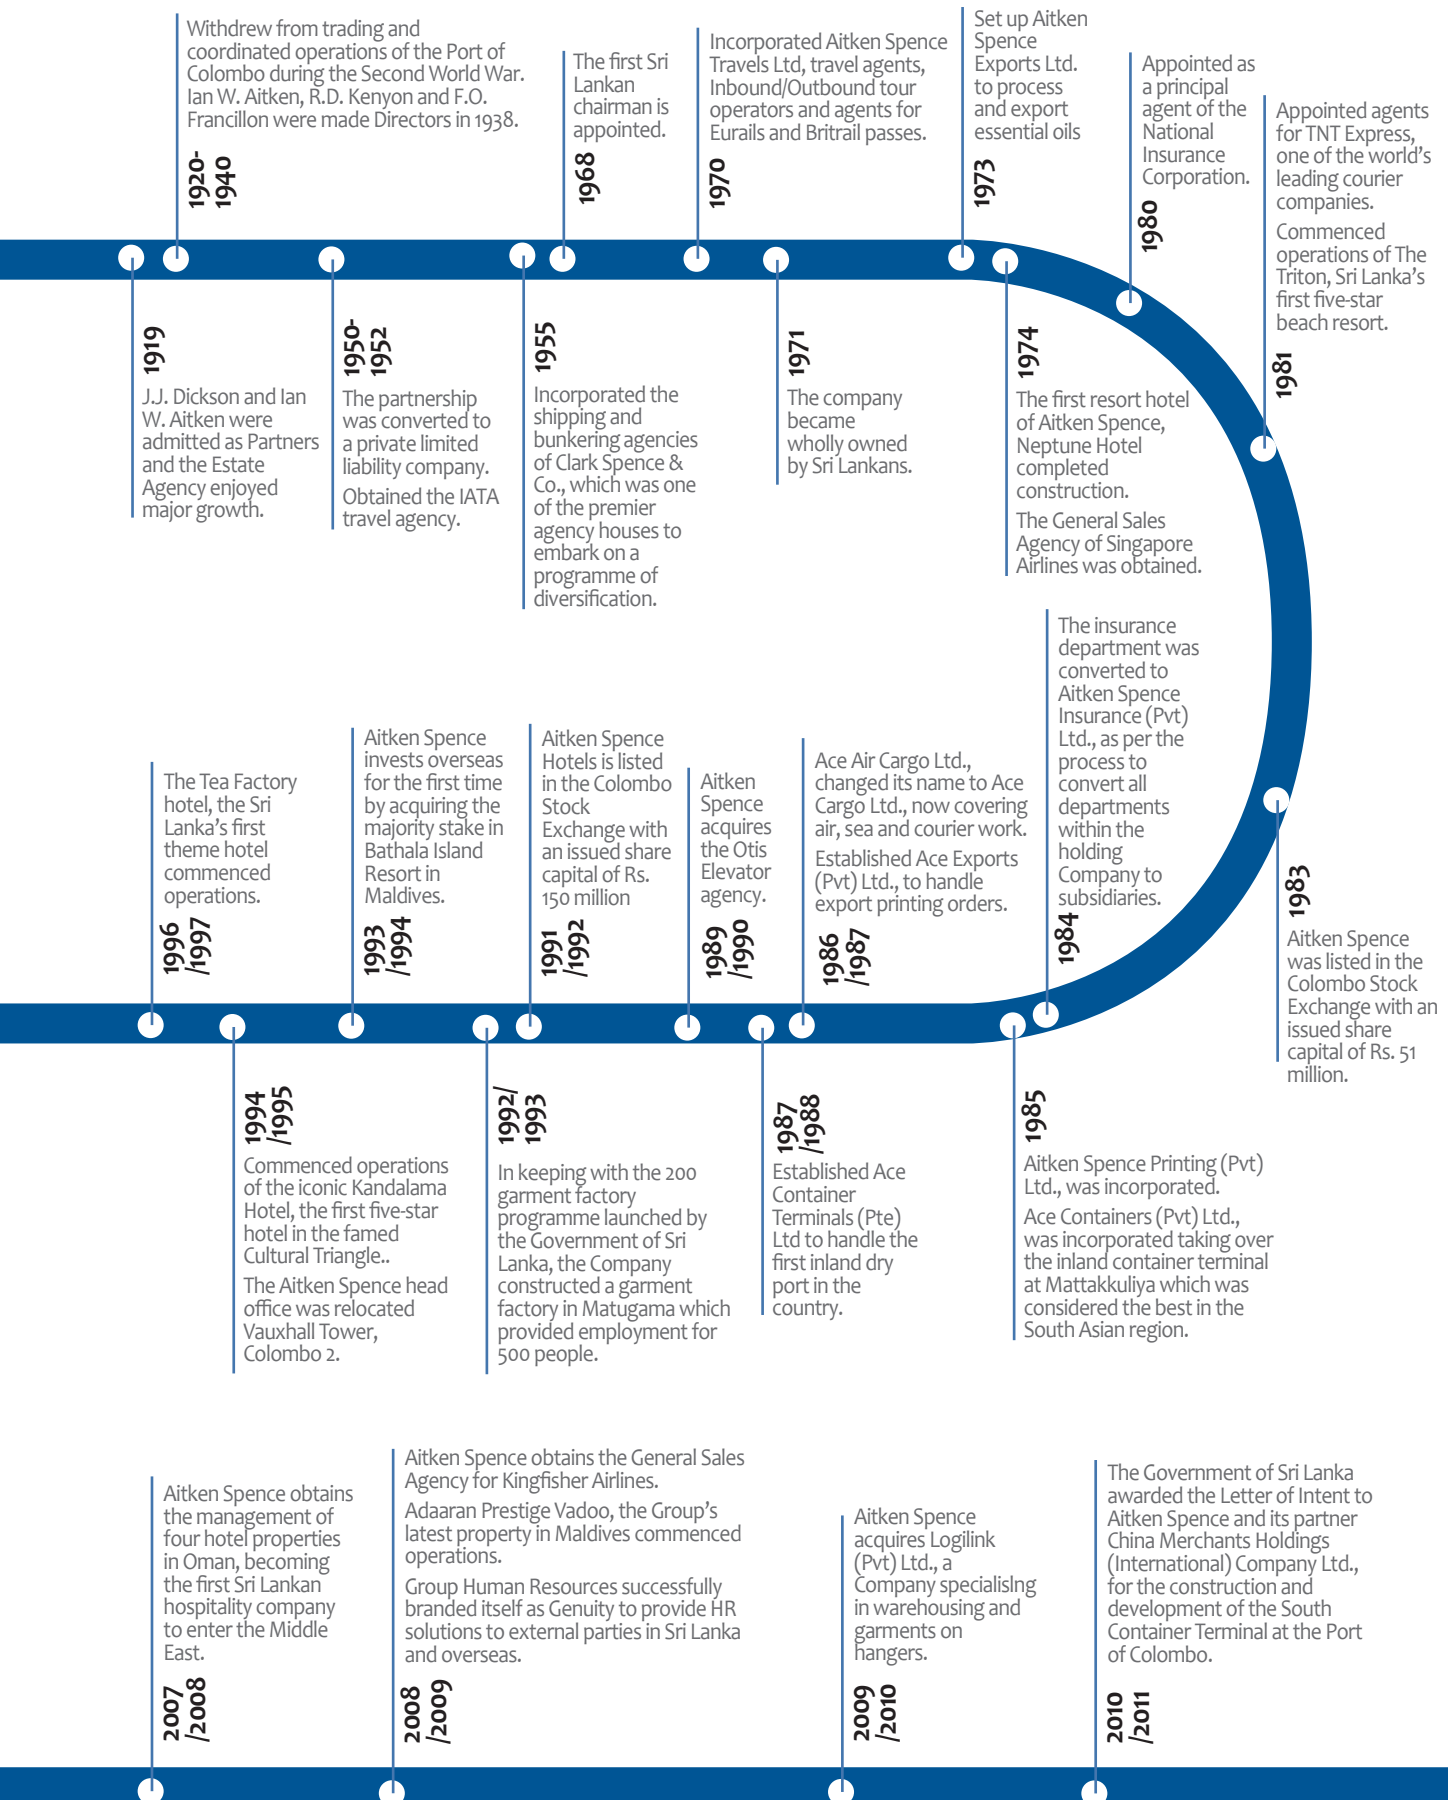 Withdrew from trading and
coordinated operations of the Port of
Colombo during the Second World War.
Ian W. Aitken, R.D. Kenyon and F.O.
Francillon were made Directors in 1938.
1920-
1940
The first Sri
Lankan
chairman is
appointed.
1968
Incorporated Aitken Spence
Travels Ltd, travel agents,
Inbound/Outbound tour
operators and agents for
Eurails and Britrail passes.
1970
Set up Aitken
Spence
Exports Ltd.
to process
and export
essential oils
1973
Appointed as
a principal
agent of the
National
Insurance
Corporation.
1980
Appointed agents
for TNT Express,
one of the world's
leading courier
companies.
Commenced
operations of The
Triton, Sri Lanka's
first five-star
beach resort.
1981
1919
J.J. Dickson and Ian
W. Aitken were
admitted as Partners
and the Estate
Agency enjoyed
major growth.
1950-
1952
The partnership
was converted to
a private limited
liability company.
Obtained the IATA
travel agency.
1955
Incorporated the
shipping and
bunkering agencies
of Clark Spence &
Co., which was one
of the premier
agency houses to
embark on a
programme of
diversification.
1971
The company
became
wholly owned
by Sri Lankans.
1974
The first resort hotel
of Aitken Spence,
Neptune Hotel
completed
construction.
The General Sales
Agency of Singapore
Airlines was obtained.
The Tea Factory
hotel, the Sri
Lanka's first
theme hotel
commenced
operations.
1996
/1997
Aitken Spence
invests overseas
for the first time
by acquiring the
majority stake in
Bathala Island
Resort in
Maldives.
1993
/1994
Aitken Spence
Hotels is listed
in the Colombo
Stock
Exchange with
an issued share
capital of Rs.
150 million
1991
/1992
Aitken
Spence
acquires
the Otis
Elevator
agency.
1989
/1990
Ace Air Cargo Ltd.,
changed its name to Ace
Cargo Ltd., now covering
air, sea and courier work.
Established Ace Exports
(Pvt) Ltd., to handle
export printing orders.
1986
/1987
The insurance
department was
converted to
Aitken Spence
Insurance (Pvt)
Ltd., as per the
process to
convert all
departments
within the
holding
Company to
subsidiaries.
1984
1983
Aitken Spence
was listed in the
Colombo Stock
Exchange with an
issued share
capital of Rs. 51
million.
1994
/1995
Commenced operations
of the iconic Kandalama
Hotel, the first five-star
hotel in the famed
Cultural Triangle..
The Aitken Spence head
office was relocated
Vauxhall Tower,
Colombo 2.
1992/
1993
In keeping with the 200
garment factory
programme launched by
the Government of Sri
Lanka, the Company
constructed a garment
factory in Matugama which
provided employment for
500 people.
1987
/1988
Established Ace
Container
Terminals (Pte)
Ltd to handle the
first inland dry
port in the
country.
1985
Aitken Spence Printing (Pvt)
Ltd., was incorporated.
Ace Containers (Pvt) Ltd.,
was incorporated taking over
the inland container terminal
at Mattakkuliya which was
considered the best in the
South Asian region.
Aitken Spence obtains
the management of
four hotel properties
in Oman, becoming
the first Sri Lankan
hospitality company
to enter the Middle
East.
2007
/2008
Aitken Spence obtains the General Sales
Agency for Kingfisher Airlines.
Adaaran Prestige Vadoo, the Group's
latest property in Maldives commenced
operations.
Group Human Resources successfully
branded itself as Genuity to provide HR
solutions to external parties in Sri Lanka
and overseas.
2008
/2009
Aitken Spence
acquires Logilink
(Pvt) Ltd., a
Company specialislng
in warehousing and
garments on
hangers.
2009
/2010
The Government of Sri Lanka
awarded the Letter of Intent to
Aitken Spence and its partner
China Merchants Holdings
(International) Company Ltd.,
for the construction and
development of the South
Container Terminal at the Port
of Colombo.
2010
/2011